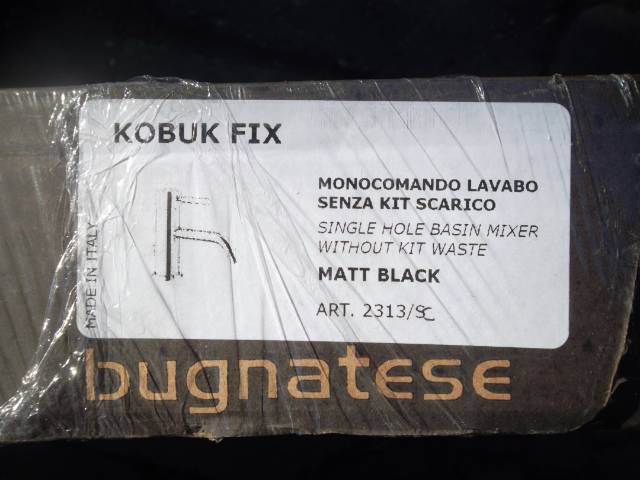 KOBUK FIX
MONOCOMANDO LAVABO
SENZA KIT SCARICO
SINGLE HOLE BASIN MIXER
WITHOUT KIT WASTE
MATT BLACK
ART. 2313/SC
MADE IN ITALY
bugnatese